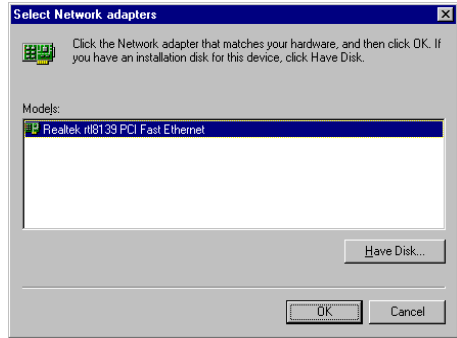 Select Network adapters
Click the Network adapter that matches your hardware, and then click OK. If
you have an installation disk for this device, click Have Disk.
Models:
Realtek rtl8139 PCI Fast Ethernet
Have Disk...
OK
Cancel